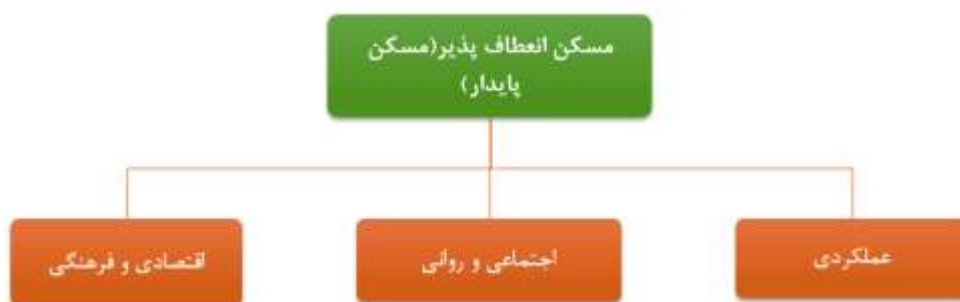 مسکن انعطاف پذیر(مسکن
پایدار)
عملکردی
اجتماعی و روانی
اقتصادی و فرهنگی